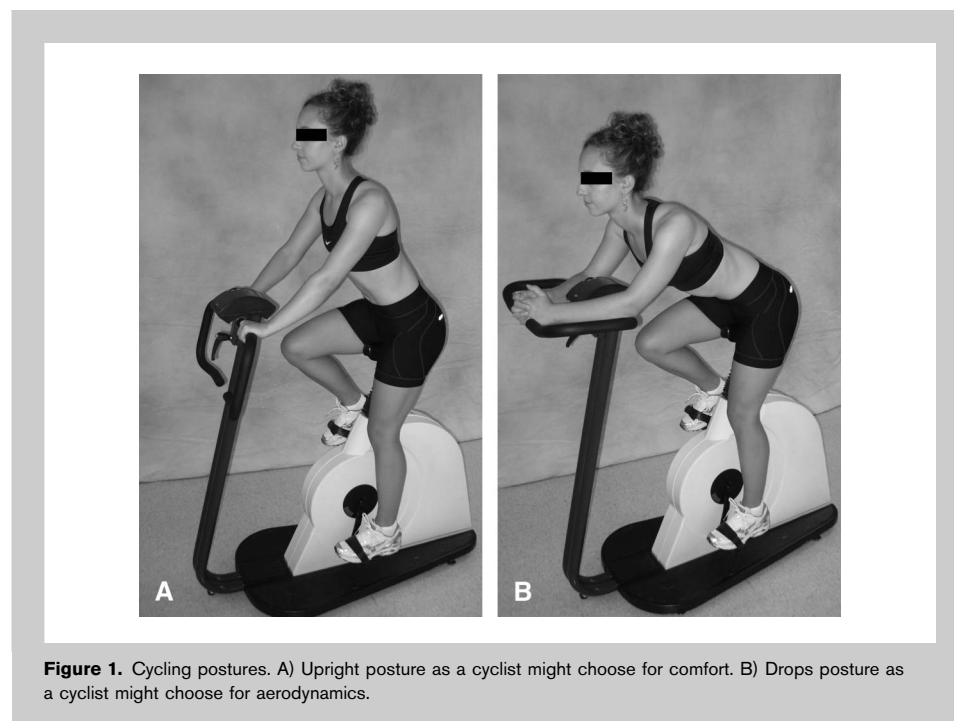 A
B
Figure 1. Cycling postures. A) Upright posture as a cyclist might choose for comfort. B) Drops posture as
a cyclist might choose for aerodynamics.